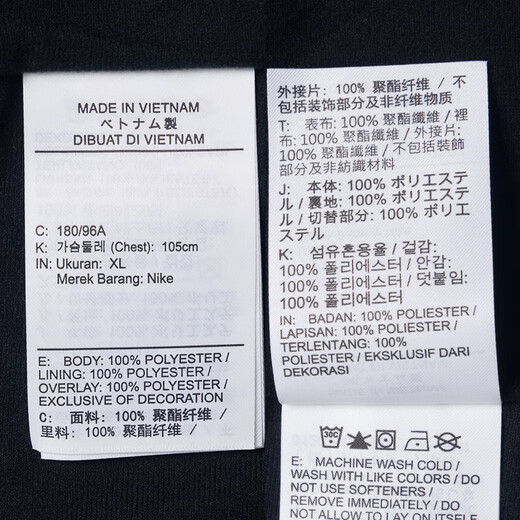 MADE IN VIETNAM
ベトナム製
DIBUAT DI VIETNAM
C: 180/96A
K: 가슴둘레 (Chest): 105cm
IN: Ukuran: XL
Merek Barang: Nike
E: BODY: 100% POLYESTER /
LINING: 100% POLYESTER /
OVERLAY: 100% POLYESTER /
EXCLUSIVE OF DECORATION
C: 面料: 100% 聚酯纤维 /
里料: 100% 聚酯纤维 /
外接片: 100% 聚酯纤维 / 不
包括装饰部分及非纤维物质
T: 表布: 100% 聚酯纖維 / 裡
布: 100% 聚酯纖維 / 外接片:
100% 聚酯纖維 / 不包括裝飾
部分及非紡織材料
J: 本体: 100% ポリエステ
ル / 裏地: 100% ポリエステ
ル / 切替部分: 100% ポリエ
ステル
K: 섬유혼용율 / 겉감:
100% 폴리에스터 / 안감:
100% 폴리에스터 / 덧붙임:
100% 폴리에스터
IN: BADAN: 100% POLIESTER /
LAPISAN: 100% POLIESTER /
TERLENTANG: 100%
POLIESTER / EKSKLUSIF DARI
DEKORASI
30C
E: MACHINE WASH COLD /
WASH WITH LIKE COLORS / DO
NOT USE SOFTENERS /
REMOVE IMMEDIATELY / DO
NOT ALLOW TO LAY ON ITSELF